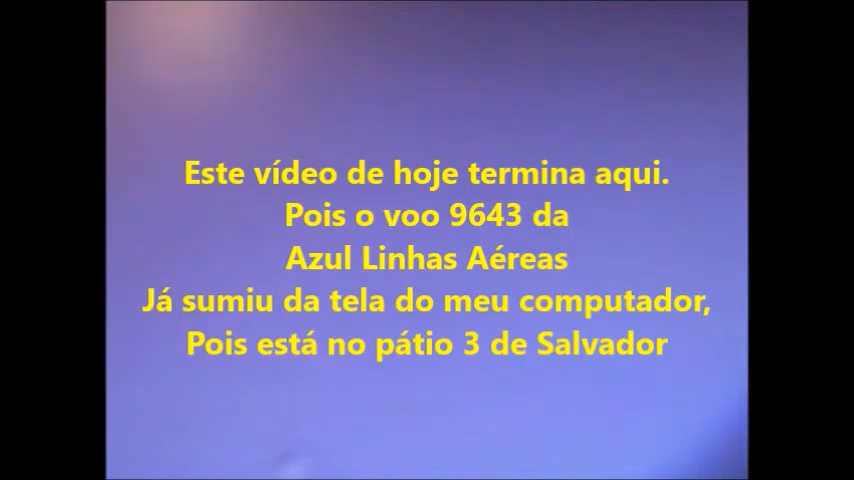 Este vídeo de hoje termina aqui.
Pois o voo 9643 da
Azul Linhas Aéreas
Já sumiu da tela do meu computador,
Pois está no pátio 3 de Salvador